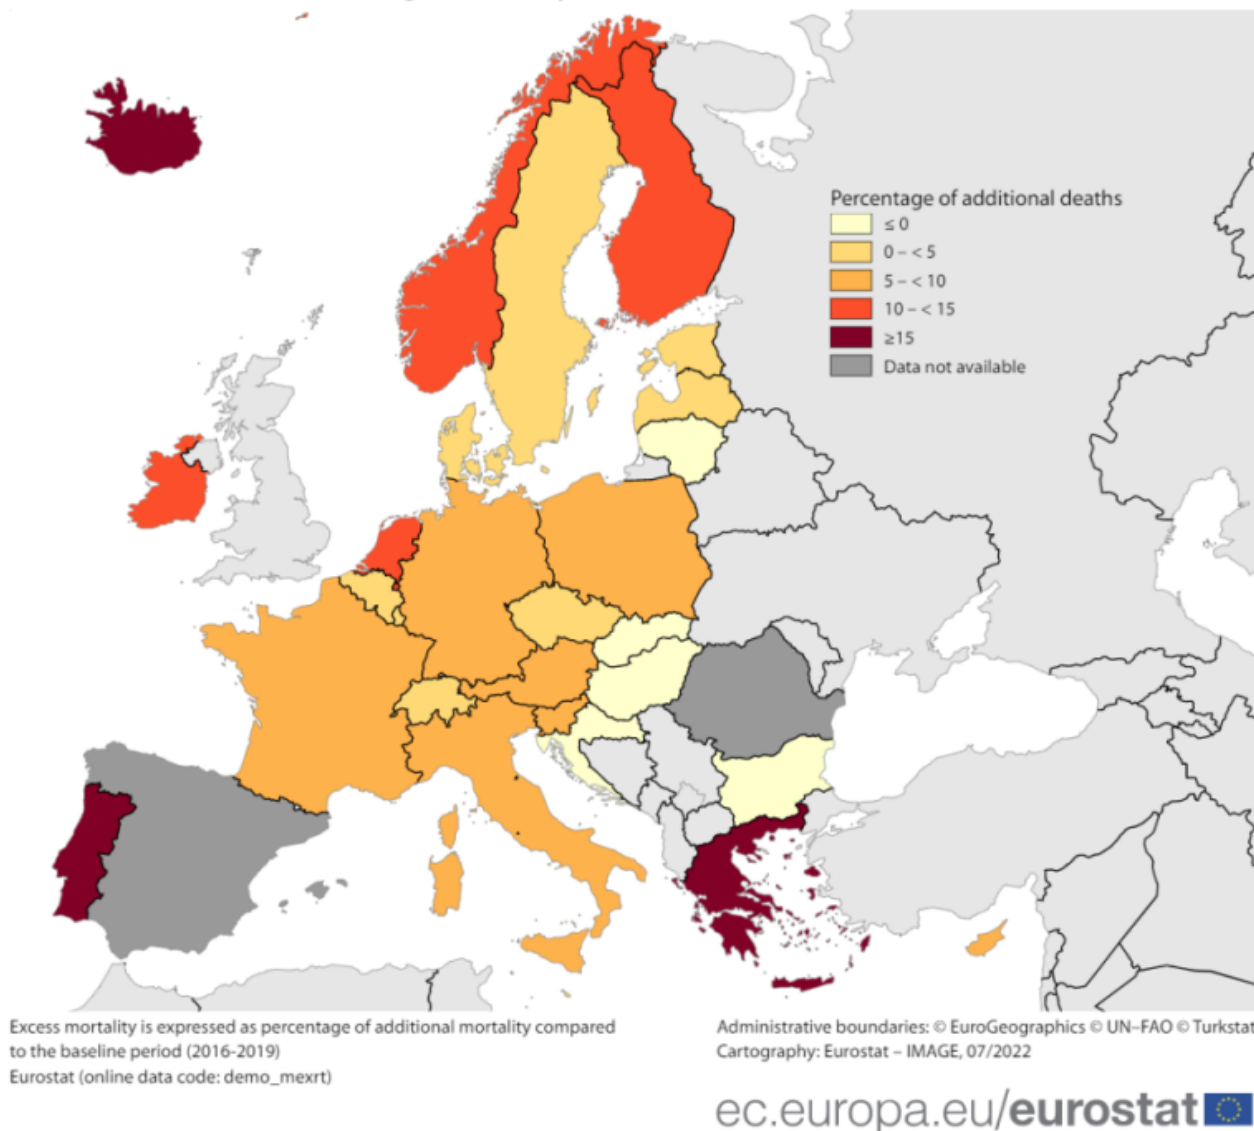 Percentage of additional deaths
≤ 0
0 – < 5
5 – < 10
10 – < 15
≥15
Data not available
Excess mortality is expressed as percentage of additional mortality compared
to the baseline period (2016-2019)
Eurostat (online data code: demo_mexrt)
Administrative boundaries: © EuroGeographics © UN–FAO © Turkstat
Cartography: Eurostat – IMAGE, 07/2022
ec.europa.eu/eurostat